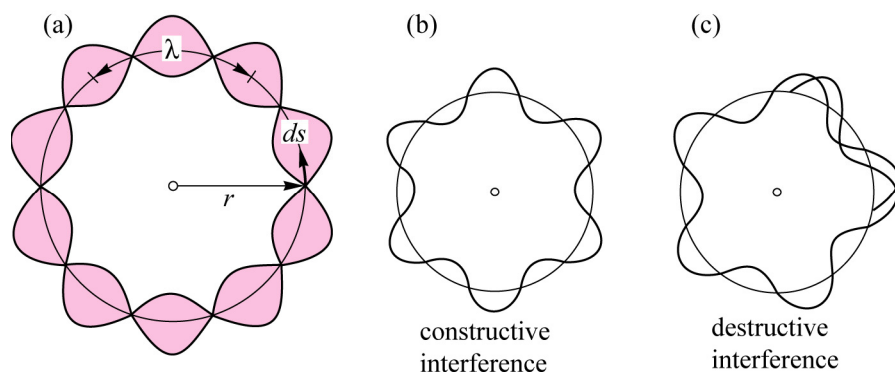 (a)
λ
ds
r
(b)
constructive
interference
(c)
destructive
interference